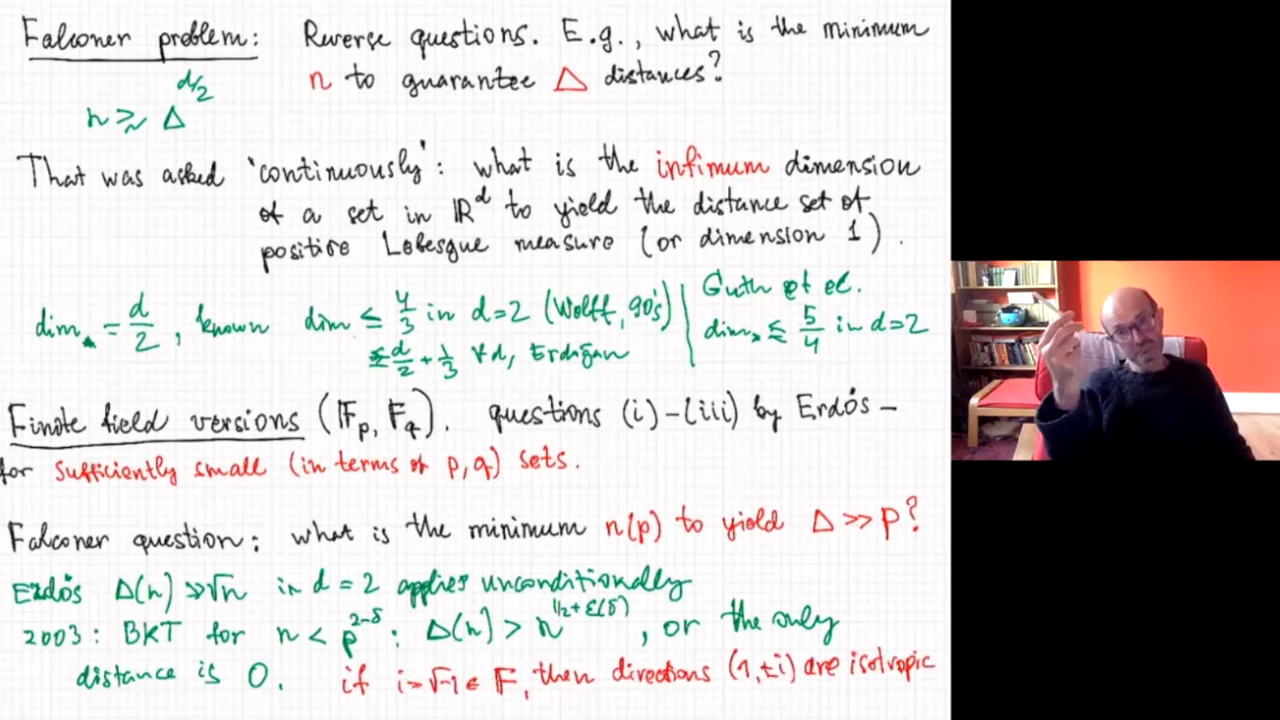 Falconer problem: Reverse questions. E.g., what is the minimum
n to guarantee Δ distances?
n ≳ Δ^{d/2}
That was asked 'continuously': what is the infimum dimension
of a set in ℝ^d to yield the distance set of
positive Lebesgue measure (or dimension 1).
dim_* = d/2, known dim ≤ 4/3 in d=2 (Wolff, 90's) | Guth et el.
≤ d/2 + 1/3 ∀d, Erdoğan | dim_* ≤ 5/4 in d=2
Finite field versions (𝔽_p, 𝔽_q). questions (i)-(iii) by Erdős -
for sufficiently small (in terms of p, q) sets.
Falconer question: what is the minimum n(p) to yield Δ >> p?
Erdős Δ(n) >> √n in d = 2 applies unconditionally
2003: BKT for n < p^{2-δ}: Δ(n) > n^{1/2+ε(δ)}, or the only
distance is 0. if i=√-1 ∈ 𝔽, then directions (1,±i) are isotropic